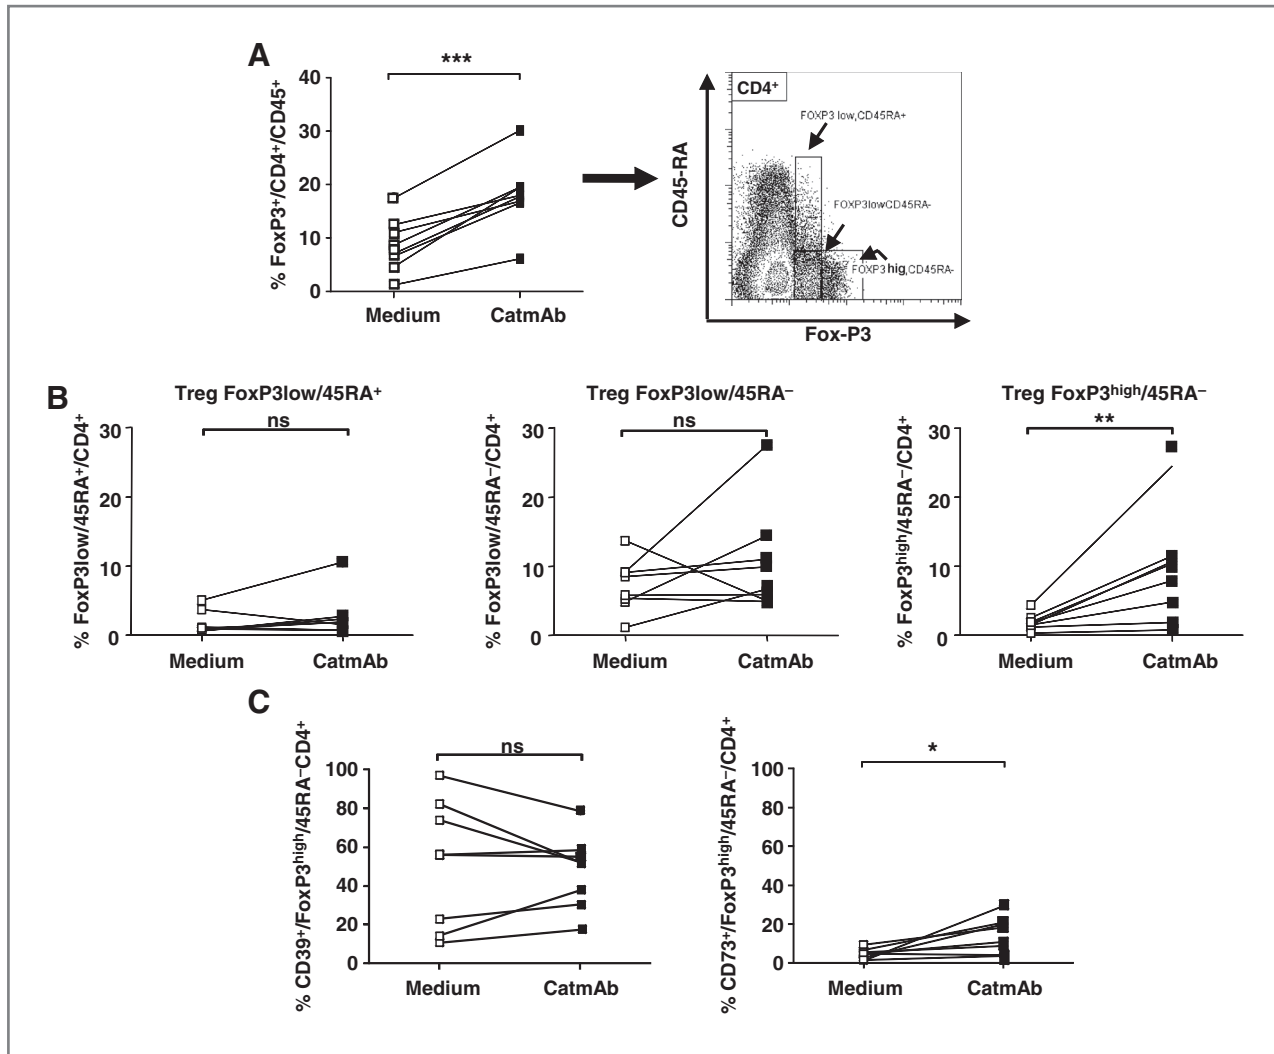 A
***
% FoxP3⁺/CD4⁺/CD45⁺
40
30
20
10
0
Medium CatmAb
CD4⁺
FOXP3 low,CD45RA+
FOXP3lowCD45RA-
FOXP3 hig,CD45RA-
CD45-RA
Fox-P3
B
Treg FoxP3low/45RA⁺
ns
% FoxP3low/45RA⁺/CD4⁺
30
20
10
0
Medium CatmAb
Treg FoxP3low/45RA⁻
ns
% FoxP3low/45RA⁻/CD4⁺
30
20
10
0
Medium CatmAb
Treg FoxP3ʰⁱᵍʰ/45RA⁻
**
% FoxP3ʰⁱᵍʰ/45RA⁻/CD4⁺
30
20
10
0
Medium CatmAb
C
ns
% CD39⁺/FoxP3ʰⁱᵍʰ/45RA⁻CD4⁺
100
80
60
40
20
0
Medium CatmAb
*
% CD73⁺/FoxP3ʰⁱᵍʰ/45RA⁻/CD4⁺
100
80
60
40
20
0
Medium CatmAb